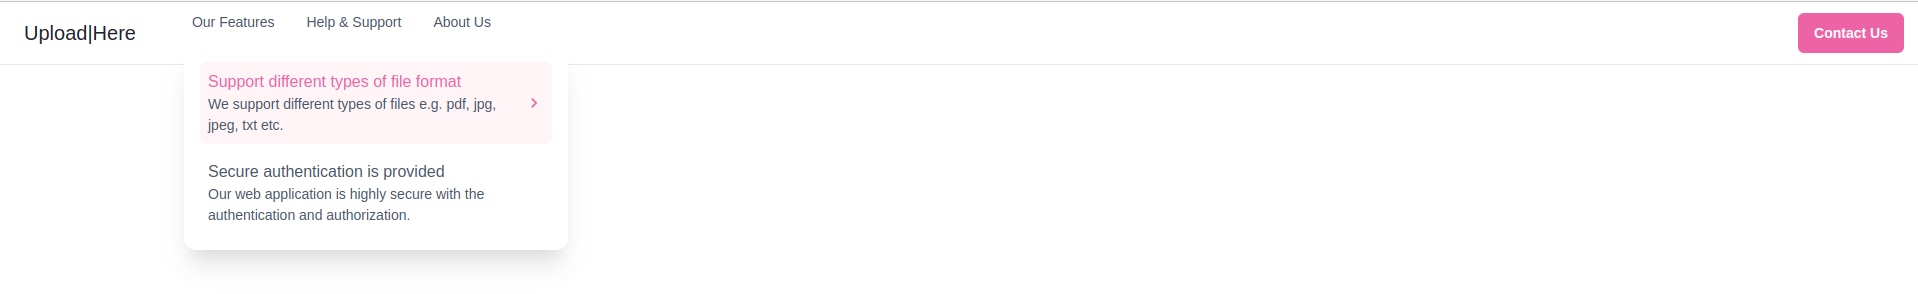 Upload|Here
Our Features
Help & Support
About Us
Contact Us
Support different types of file format
We support different types of files e.g. pdf, jpg,
jpeg, txt etc.
Secure authentication is provided
Our web application is highly secure with the
authentication and authorization.